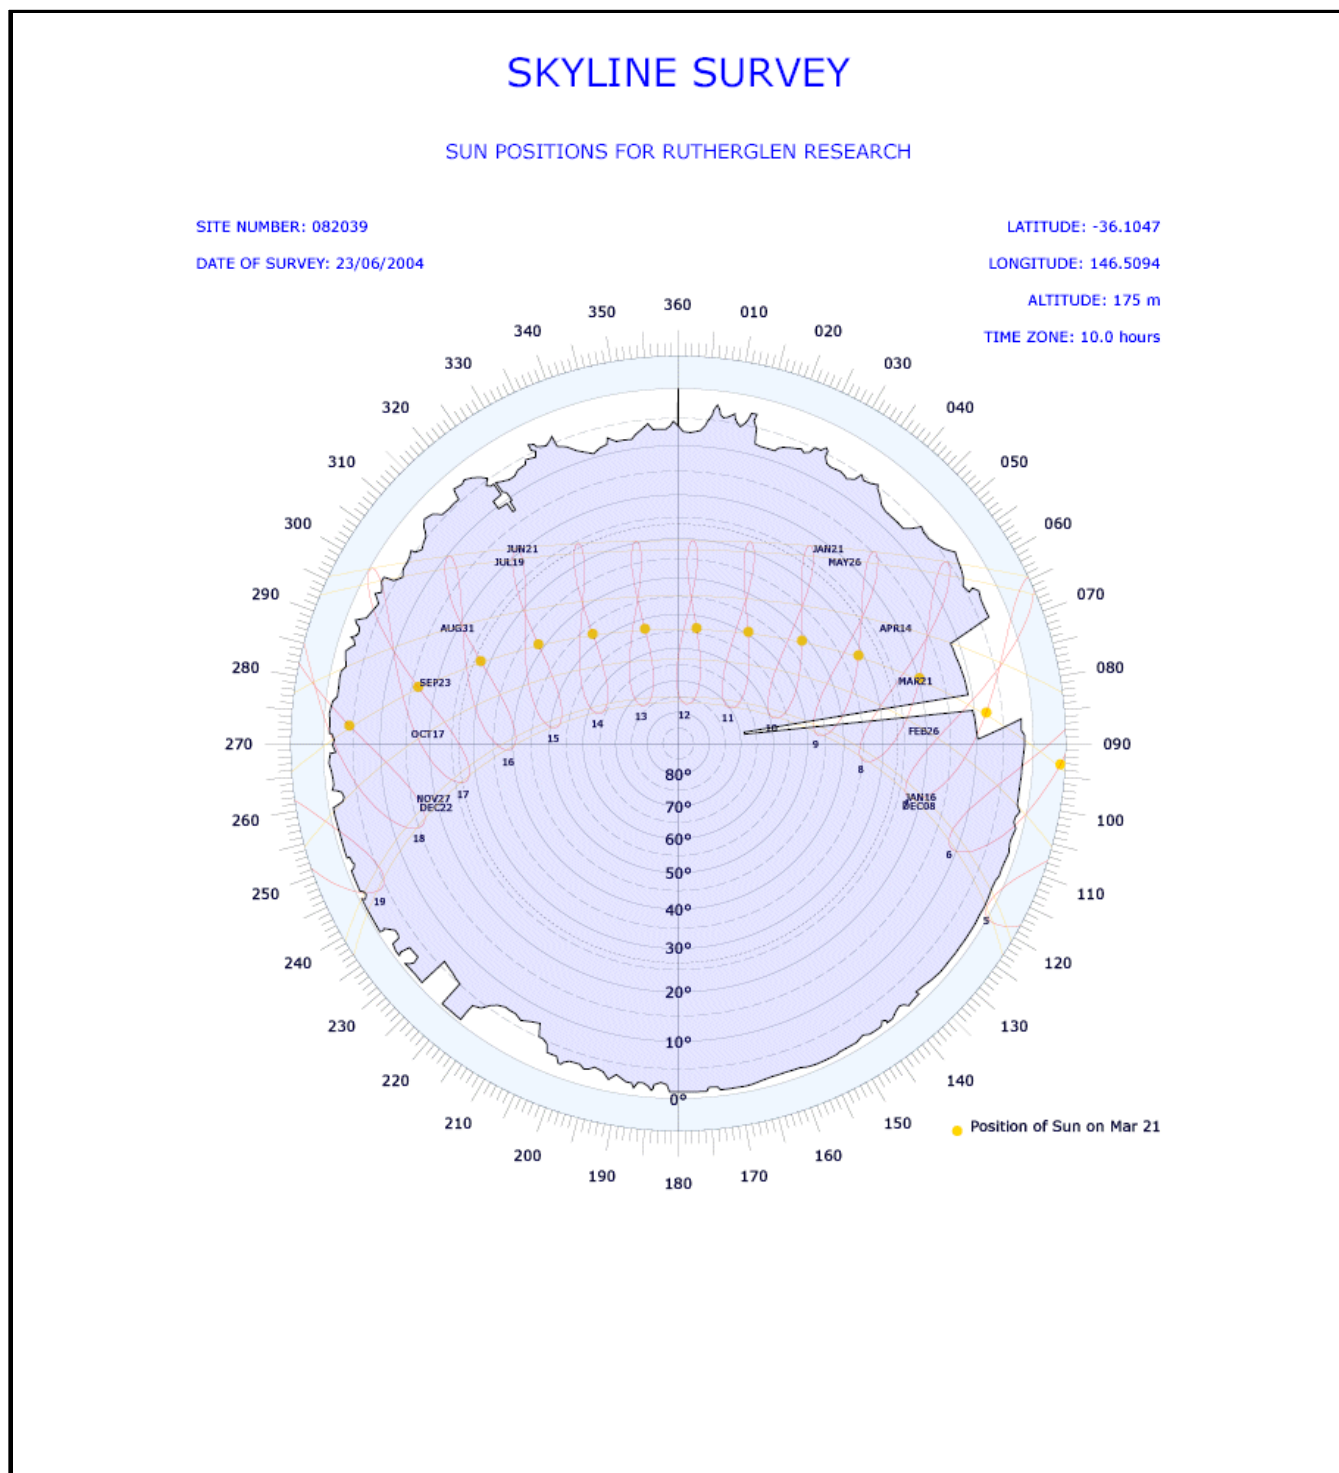 SKYLINE SURVEY
SUN POSITIONS FOR RUTHERGLEN RESEARCH
SITE NUMBER: 082039
LATITUDE: -36.1047
DATE OF SURVEY: 23/06/2004
LONGITUDE: 146.5094
ALTITUDE: 175 m
TIME ZONE: 10.0 hours
360
350
010
340
020
330
030
320
040
310
050
300
060
JUN21
JAN21
JUL19
MAY26
290
070
AUG31
APR14
280
080
SEP23
MAR21
13
12
11
14
10
OCT17
FEB26
15
270
9
090
16
8
80°
17
NOV27
JAN16
DEC22
DEC08
70°
260
100
18
60°
6
50°
250
110
19
40°
5
30°
240
120
20°
230
130
10°
220
140
0°
210
150
Position of Sun on Mar 21
200
160
190
170
180